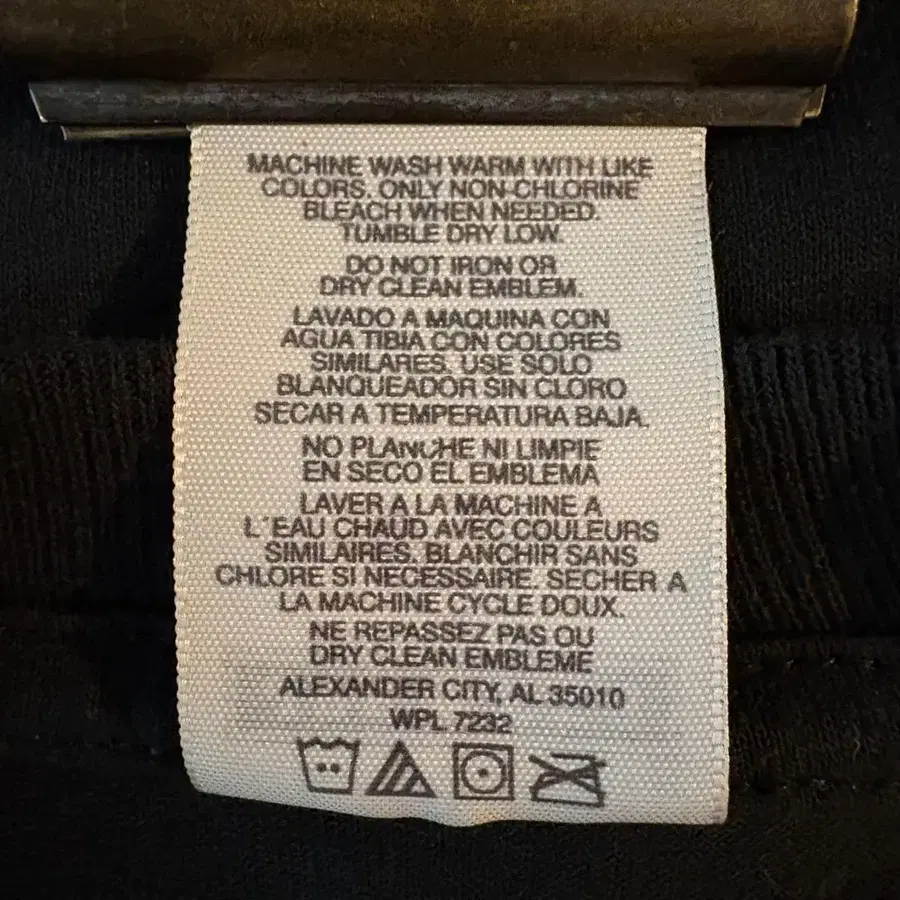 MACHINE WASH WARM WITH LIKE
COLORS. ONLY NON-CHLORINE
BLEACH WHEN NEEDED.
TUMBLE DRY LOW.
DO NOT IRON OR
DRY CLEAN EMBLEM.
LAVADO A MAQUINA CON
AGUA TIBIA CON COLORES
SIMILARES. USE SOLO
BLANQUEADOR SIN CLORO
SECAR A TEMPERATURA BAJA.
NO PLANCHE NI LIMPIE
EN SECO EL EMBLEMA
LAVER A LA MACHINE A
L'EAU CHAUD AVEC COULEURS
SIMILAIRES. BLANCHIR SANS
CHLORE SI NECESSAIRE. SECHER A
LA MACHINE CYCLE DOUX.
NE REPASSEZ PAS OU
DRY CLEAN EMBLEME
ALEXANDER CITY, AL 35010
WPL 7232